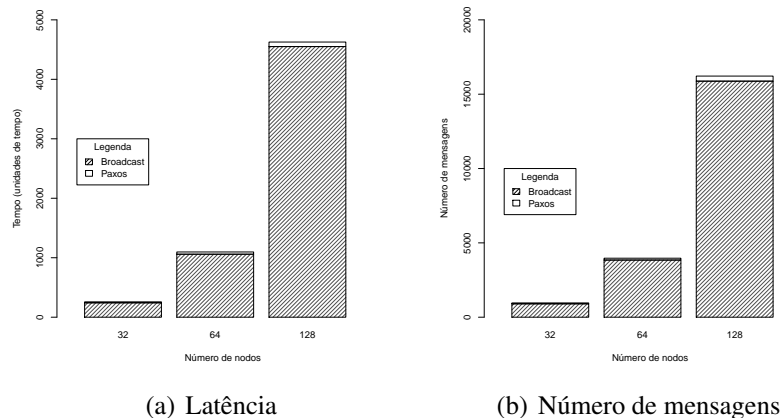 Tempo (unidades de tempo)
0
1000
2000
3000
4000
5000
Legenda
Broadcast
Paxos
32
64
128
Número de nodos
(a) Latência
Número de mensagens
0
5000
10000
15000
20000
Legenda
Broadcast
Paxos
32
64
128
Número de nodos
(b) Número de mensagens